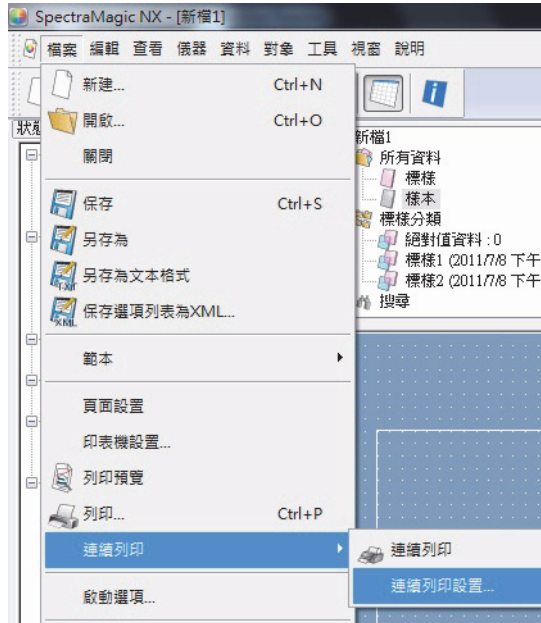 SpectraMagic NX - [新檔1]
檔案 編輯 查看 儀器 資料 對象 工具 視窗 說明
新建... Ctrl+N
開啟... Ctrl+O
關閉
保存 Ctrl+S
另存為
另存為文本格式
保存選項列表為XML...
範本
頁面設置
印表機設置...
列印預覽
列印... Ctrl+P
連續列印
啟動選項...
連續列印
連續列印設置...
新檔1
所有資料
標樣
樣本
標樣分類
絕對值資料 : 0
標樣1 (2011/7/8 下午
標樣2 (2011/7/8 下午
搜尋